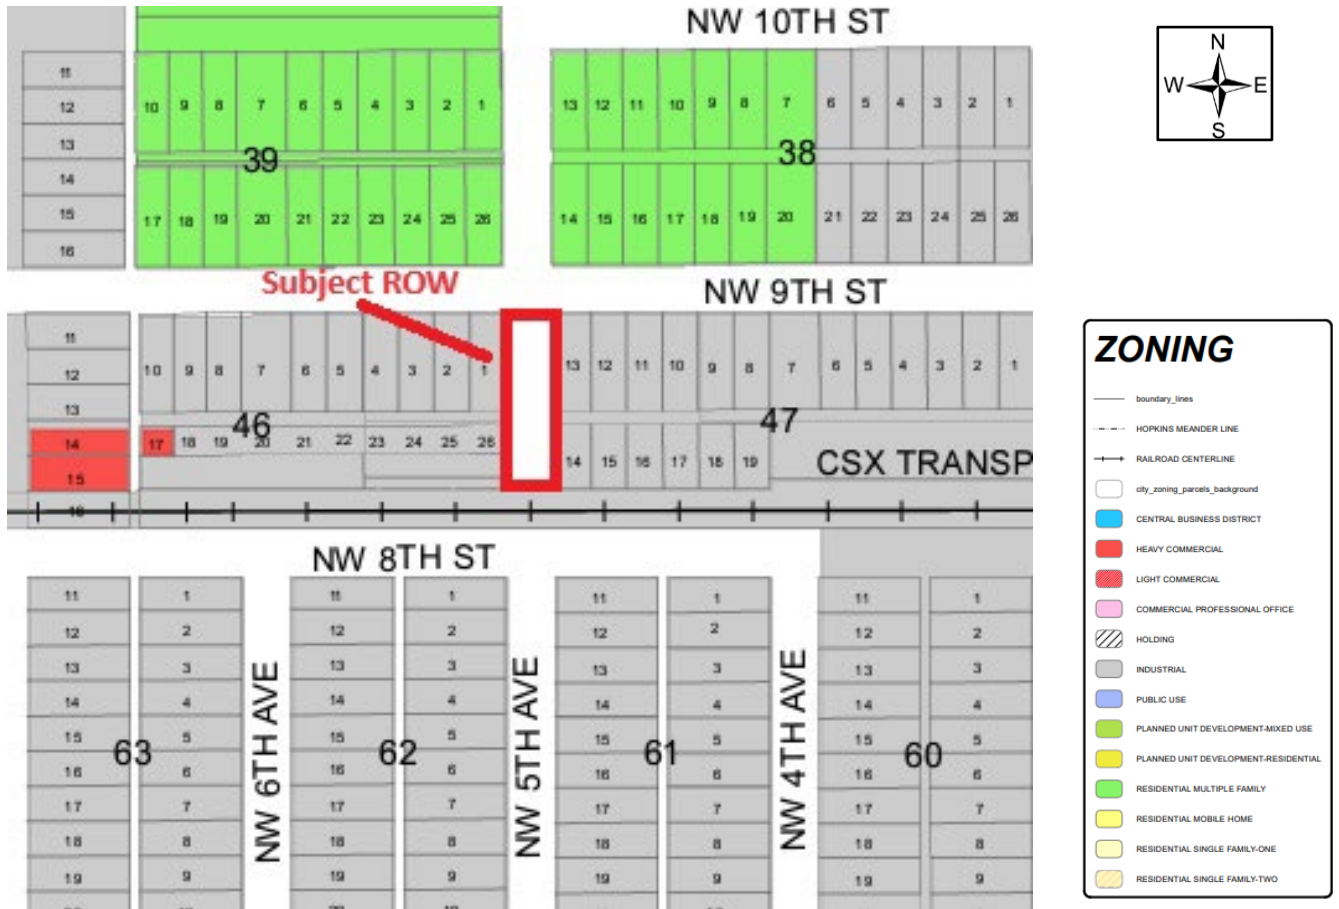 NW 10TH ST
N
W E
S
11
12
13
14
15
16
10 9 8 7 6 5 4 3 2 1
39
17 18 19 20 21 22 23 24 25 26
13 12 11 10 9 8 7 6 5 4 3 2 1
38
14 15 16 17 18 19 20 21 22 23 24 25 26
Subject ROW
NW 9TH ST
11
12
13
14
15
16
10 9 8 7 6 5 4 3 2 1
46
17 18 19 20 21 22 23 24 25 26
13 12 11 10 9 8 7 6 5 4 3 2 1
47
14 15 16 17 18 19
CSX TRANSP
NW 8TH ST
11 1
12 2
13 3
14 4
15 5
63
16 6
17 7
18 8
19 9
NW 6TH AVE
11 1
12 2
13 3
14 4
15 5
62
16 6
17 7
18 8
19 9
NW 5TH AVE
11 1
12 2
13 3
14 4
15 5
61
16 6
17 7
18 8
19 9
NW 4TH AVE
11 1
12 2
13 3
14 4
15 5
60
16 6
17 7
18 8
19 9
ZONING
boundary_lines
HOPKINS MEANDER LINE
RAILROAD CENTERLINE
city_zoning_parcels_background
CENTRAL BUSINESS DISTRICT
HEAVY COMMERCIAL
LIGHT COMMERCIAL
COMMERCIAL PROFESSIONAL OFFICE
HOLDING
INDUSTRIAL
PUBLIC USE
PLANNED UNIT DEVELOPMENT-MIXED USE
PLANNED UNIT DEVELOPMENT-RESIDENTIAL
RESIDENTIAL MULTIPLE FAMILY
RESIDENTIAL MOBILE HOME
RESIDENTIAL SINGLE FAMILY-ONE
RESIDENTIAL SINGLE FAMILY-TWO